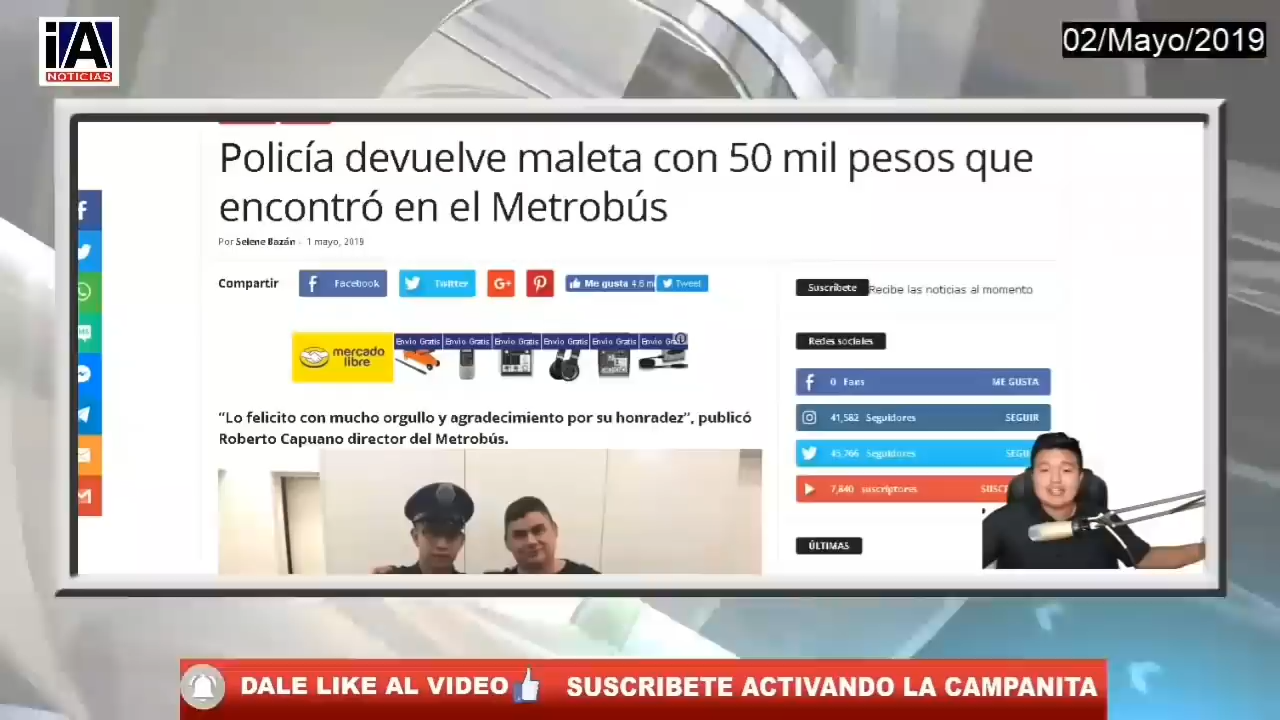 iA
NOTICIAS
02/Mayo/2019
Policía devuelve maleta con 50 mil pesos que
encontró en el Metrobús
Por Selene Bazán - 1 mayo, 2019
Compartir
Facebook
Twitter
G+
Me gusta 4.8 m
Tweet
Suscríbete
Recibe las noticias al momento
mercado
libre
Envío Gratis Envío Gratis Envío Gratis Envío Gratis Envío Gratis
Redes sociales
0 Fans ME GUSTA
41,582 Seguidores SEGUIR
45,766 Seguidores SEGU
7,840 suscriptores SUSC
ÚLTIMAS
“Lo felicito con mucho orgullo y agradecimiento por su honradez”, publicó
Roberto Capuano director del Metrobús.
DALE LIKE AL VIDEO SUSCRIBETE ACTIVANDO LA CAMPANITA